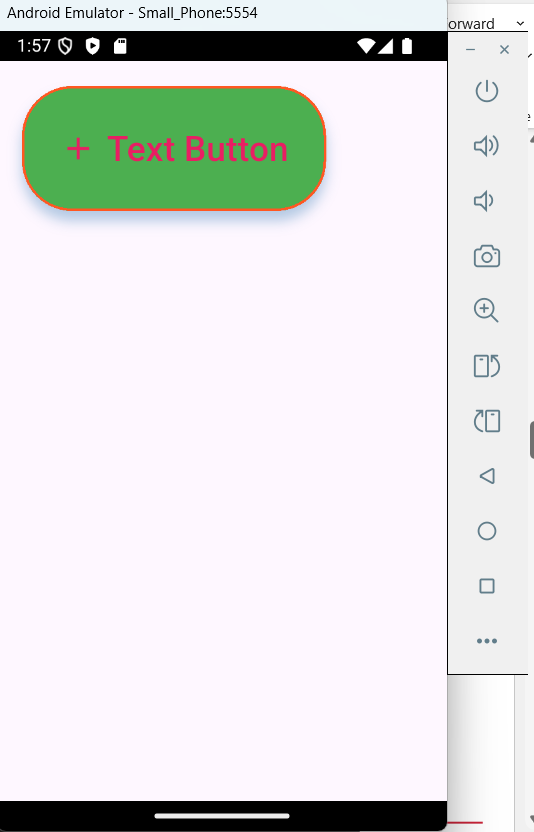 Android Emulator - Small_Phone:5554
orward
1:57
+ Text Button